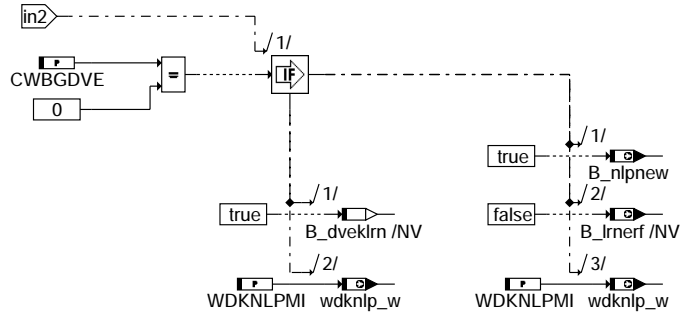 in2
1/
P
CWBGDVE
=
IF
0
1/
true
B_nlpnew
1/
2/
true
false
B_dveklrn /NV
B_lrnerf /NV
2/
3/
P
P
WDKNLPMI
wdknlp_w
WDKNLPMI
wdknlp_w